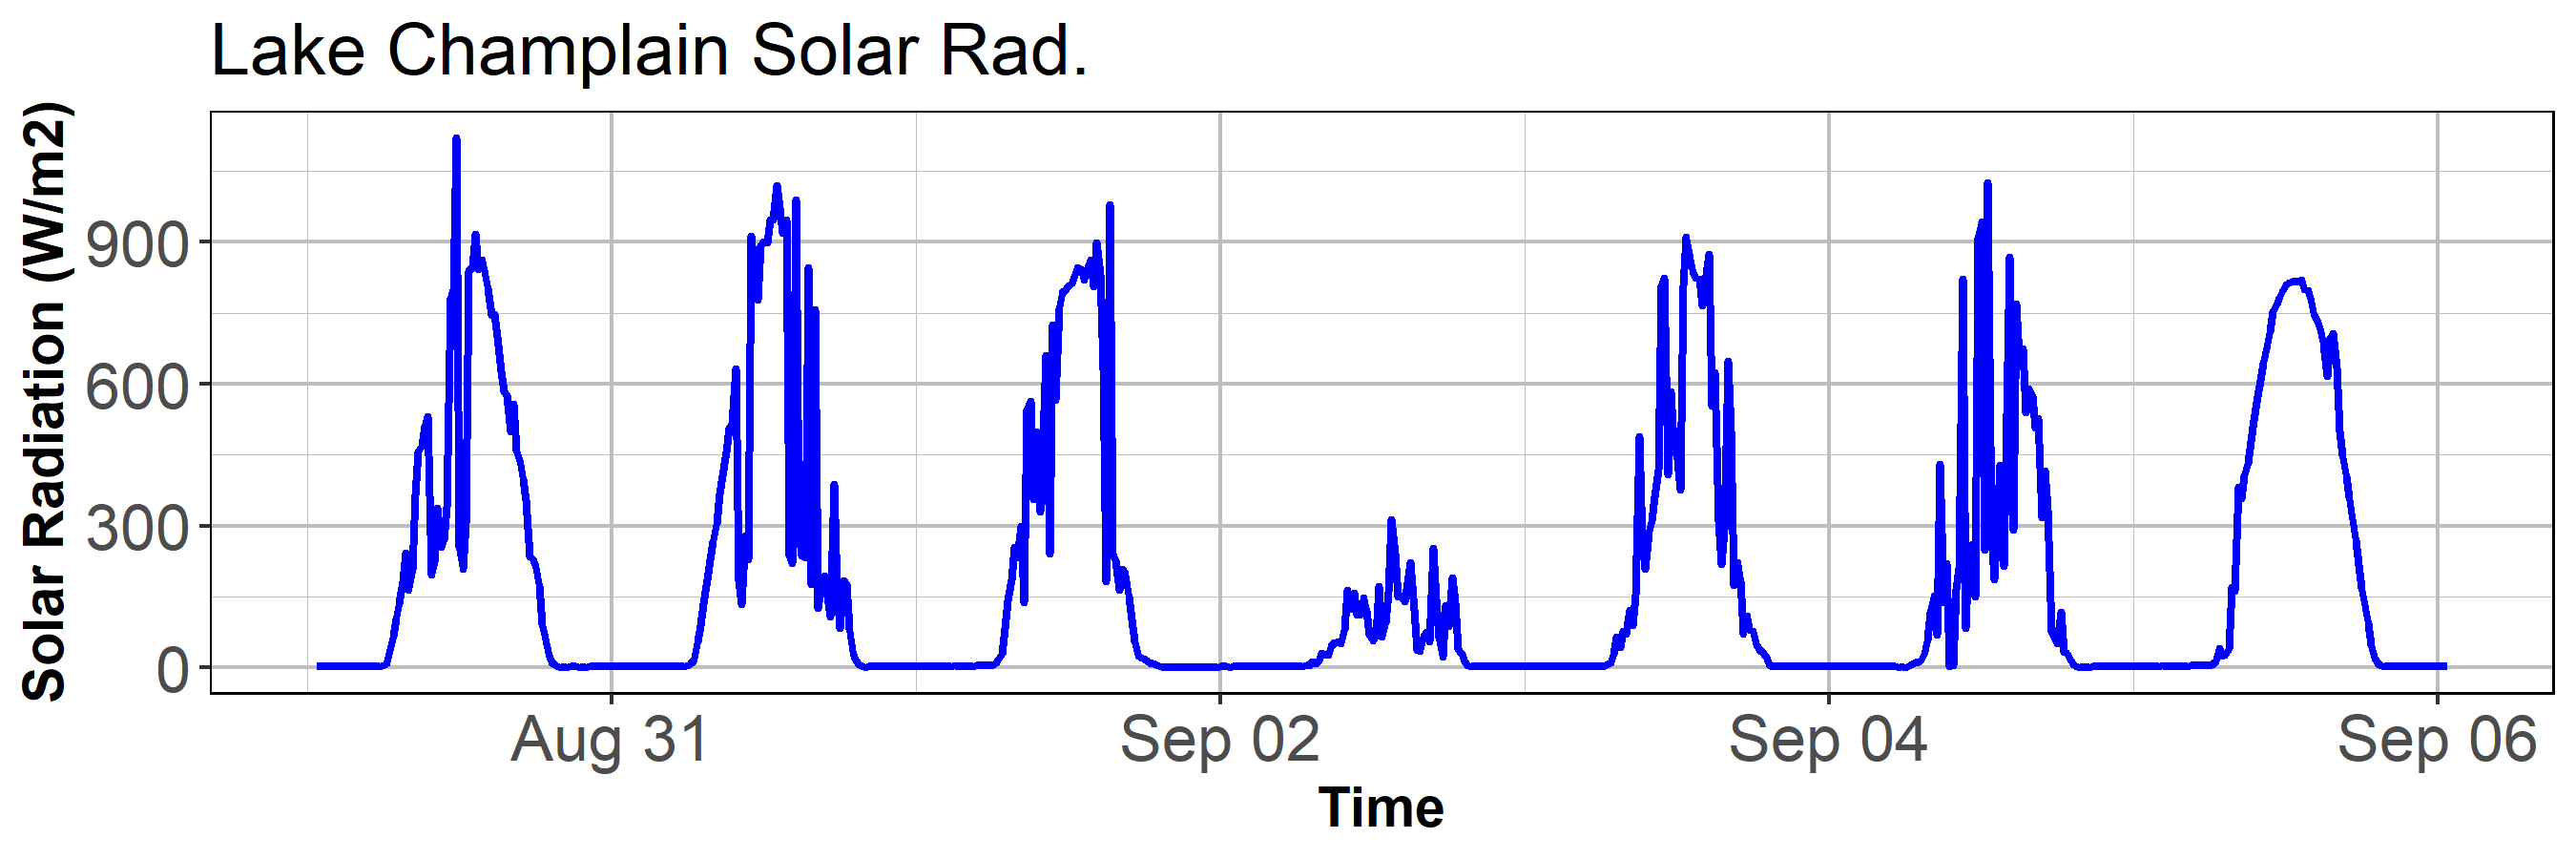 Lake Champlain Solar Rad.
Solar Radiation (W/m2)
900
600
300
0
Aug 31 Sep 02 Sep 04 Sep 06
Time